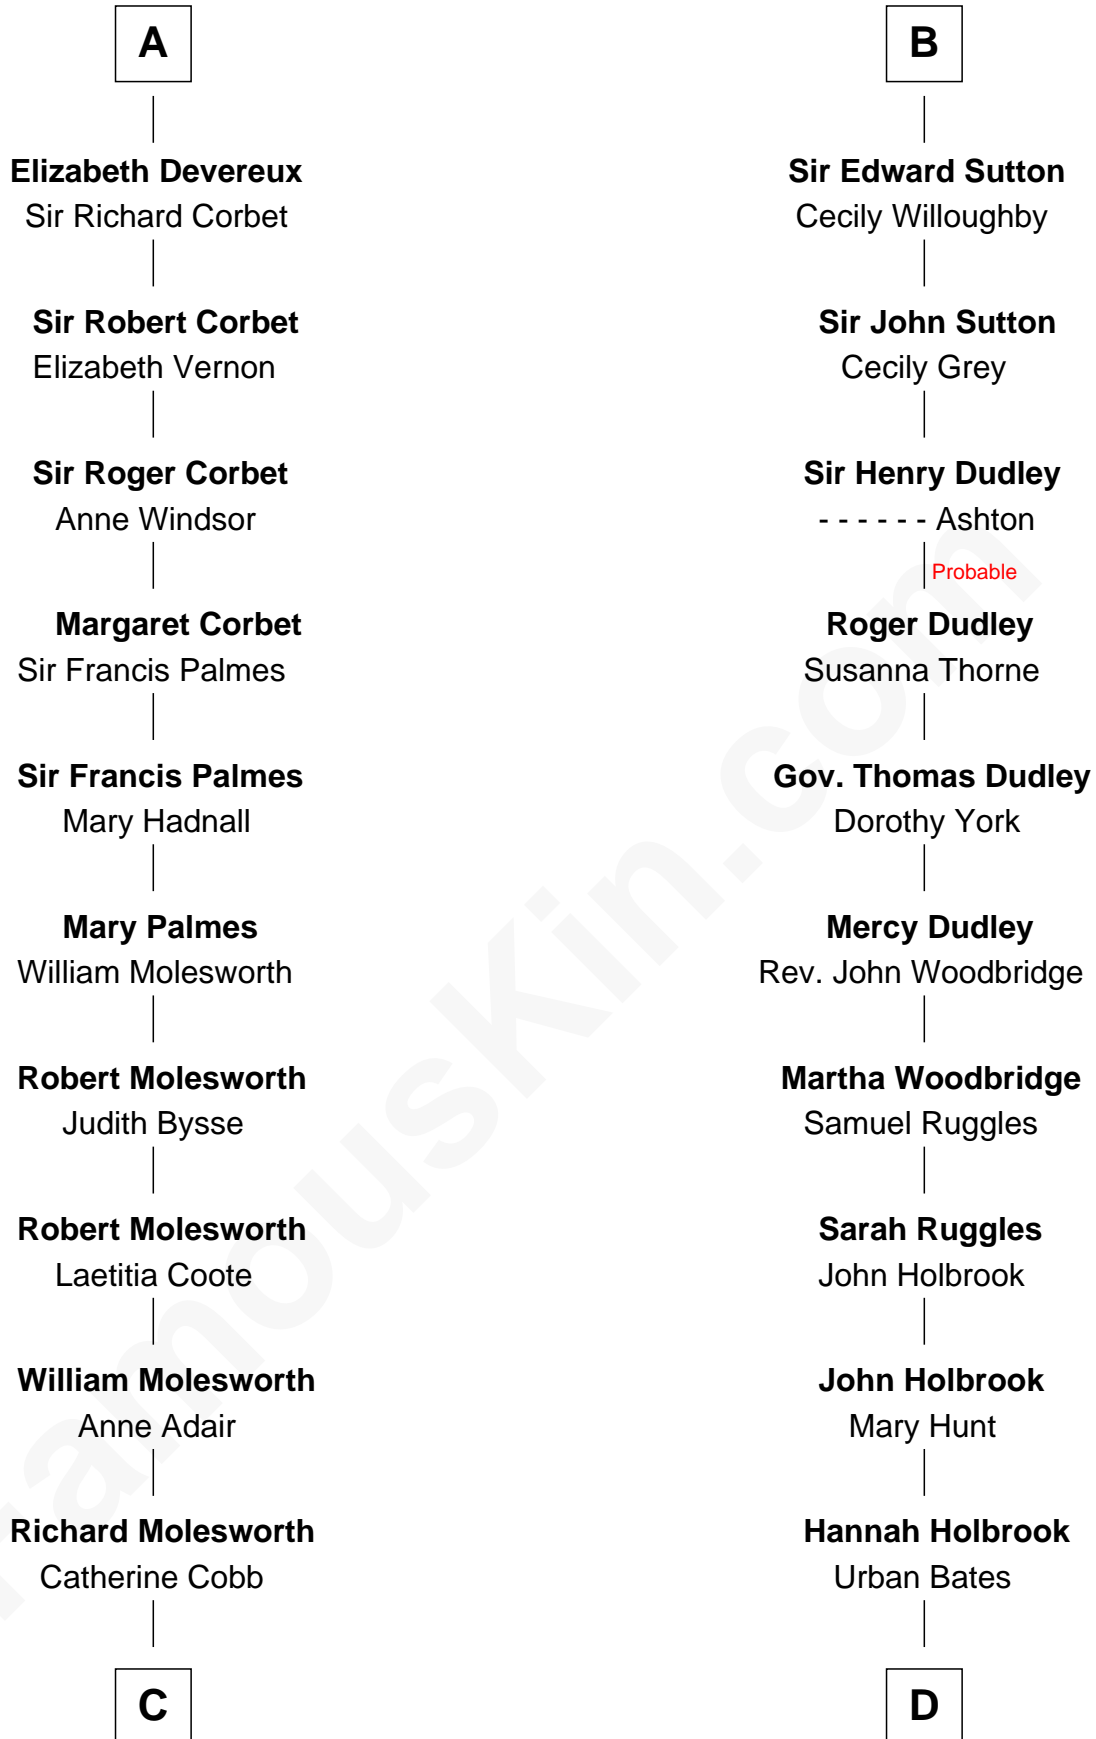 A
Elizabeth Devereux
Sir Richard Corbet
Sir Robert Corbet
Elizabeth Vernon
Sir Roger Corbet
Anne Windsor
Margaret Corbet
Sir Francis Palmes
Sir Francis Palmes
Mary Hadnall
Mary Palmes
William Molesworth
Robert Molesworth
Judith Bysse
Robert Molesworth
Laetitia Coote
William Molesworth
Anne Adair
Richard Molesworth
Catherine Cobb
C
B
Sir Edward Sutton
Cecily Willoughby
Sir John Sutton
Cecily Grey
Sir Henry Dudley
- - - - - - Ashton
Probable
Roger Dudley
Susanna Thorne
Gov. Thomas Dudley
Dorothy York
Mercy Dudley
Rev. John Woodbridge
Martha Woodbridge
Samuel Ruggles
Sarah Ruggles
John Holbrook
John Holbrook
Mary Hunt
Hannah Holbrook
Urban Bates
D
FamousKin.com